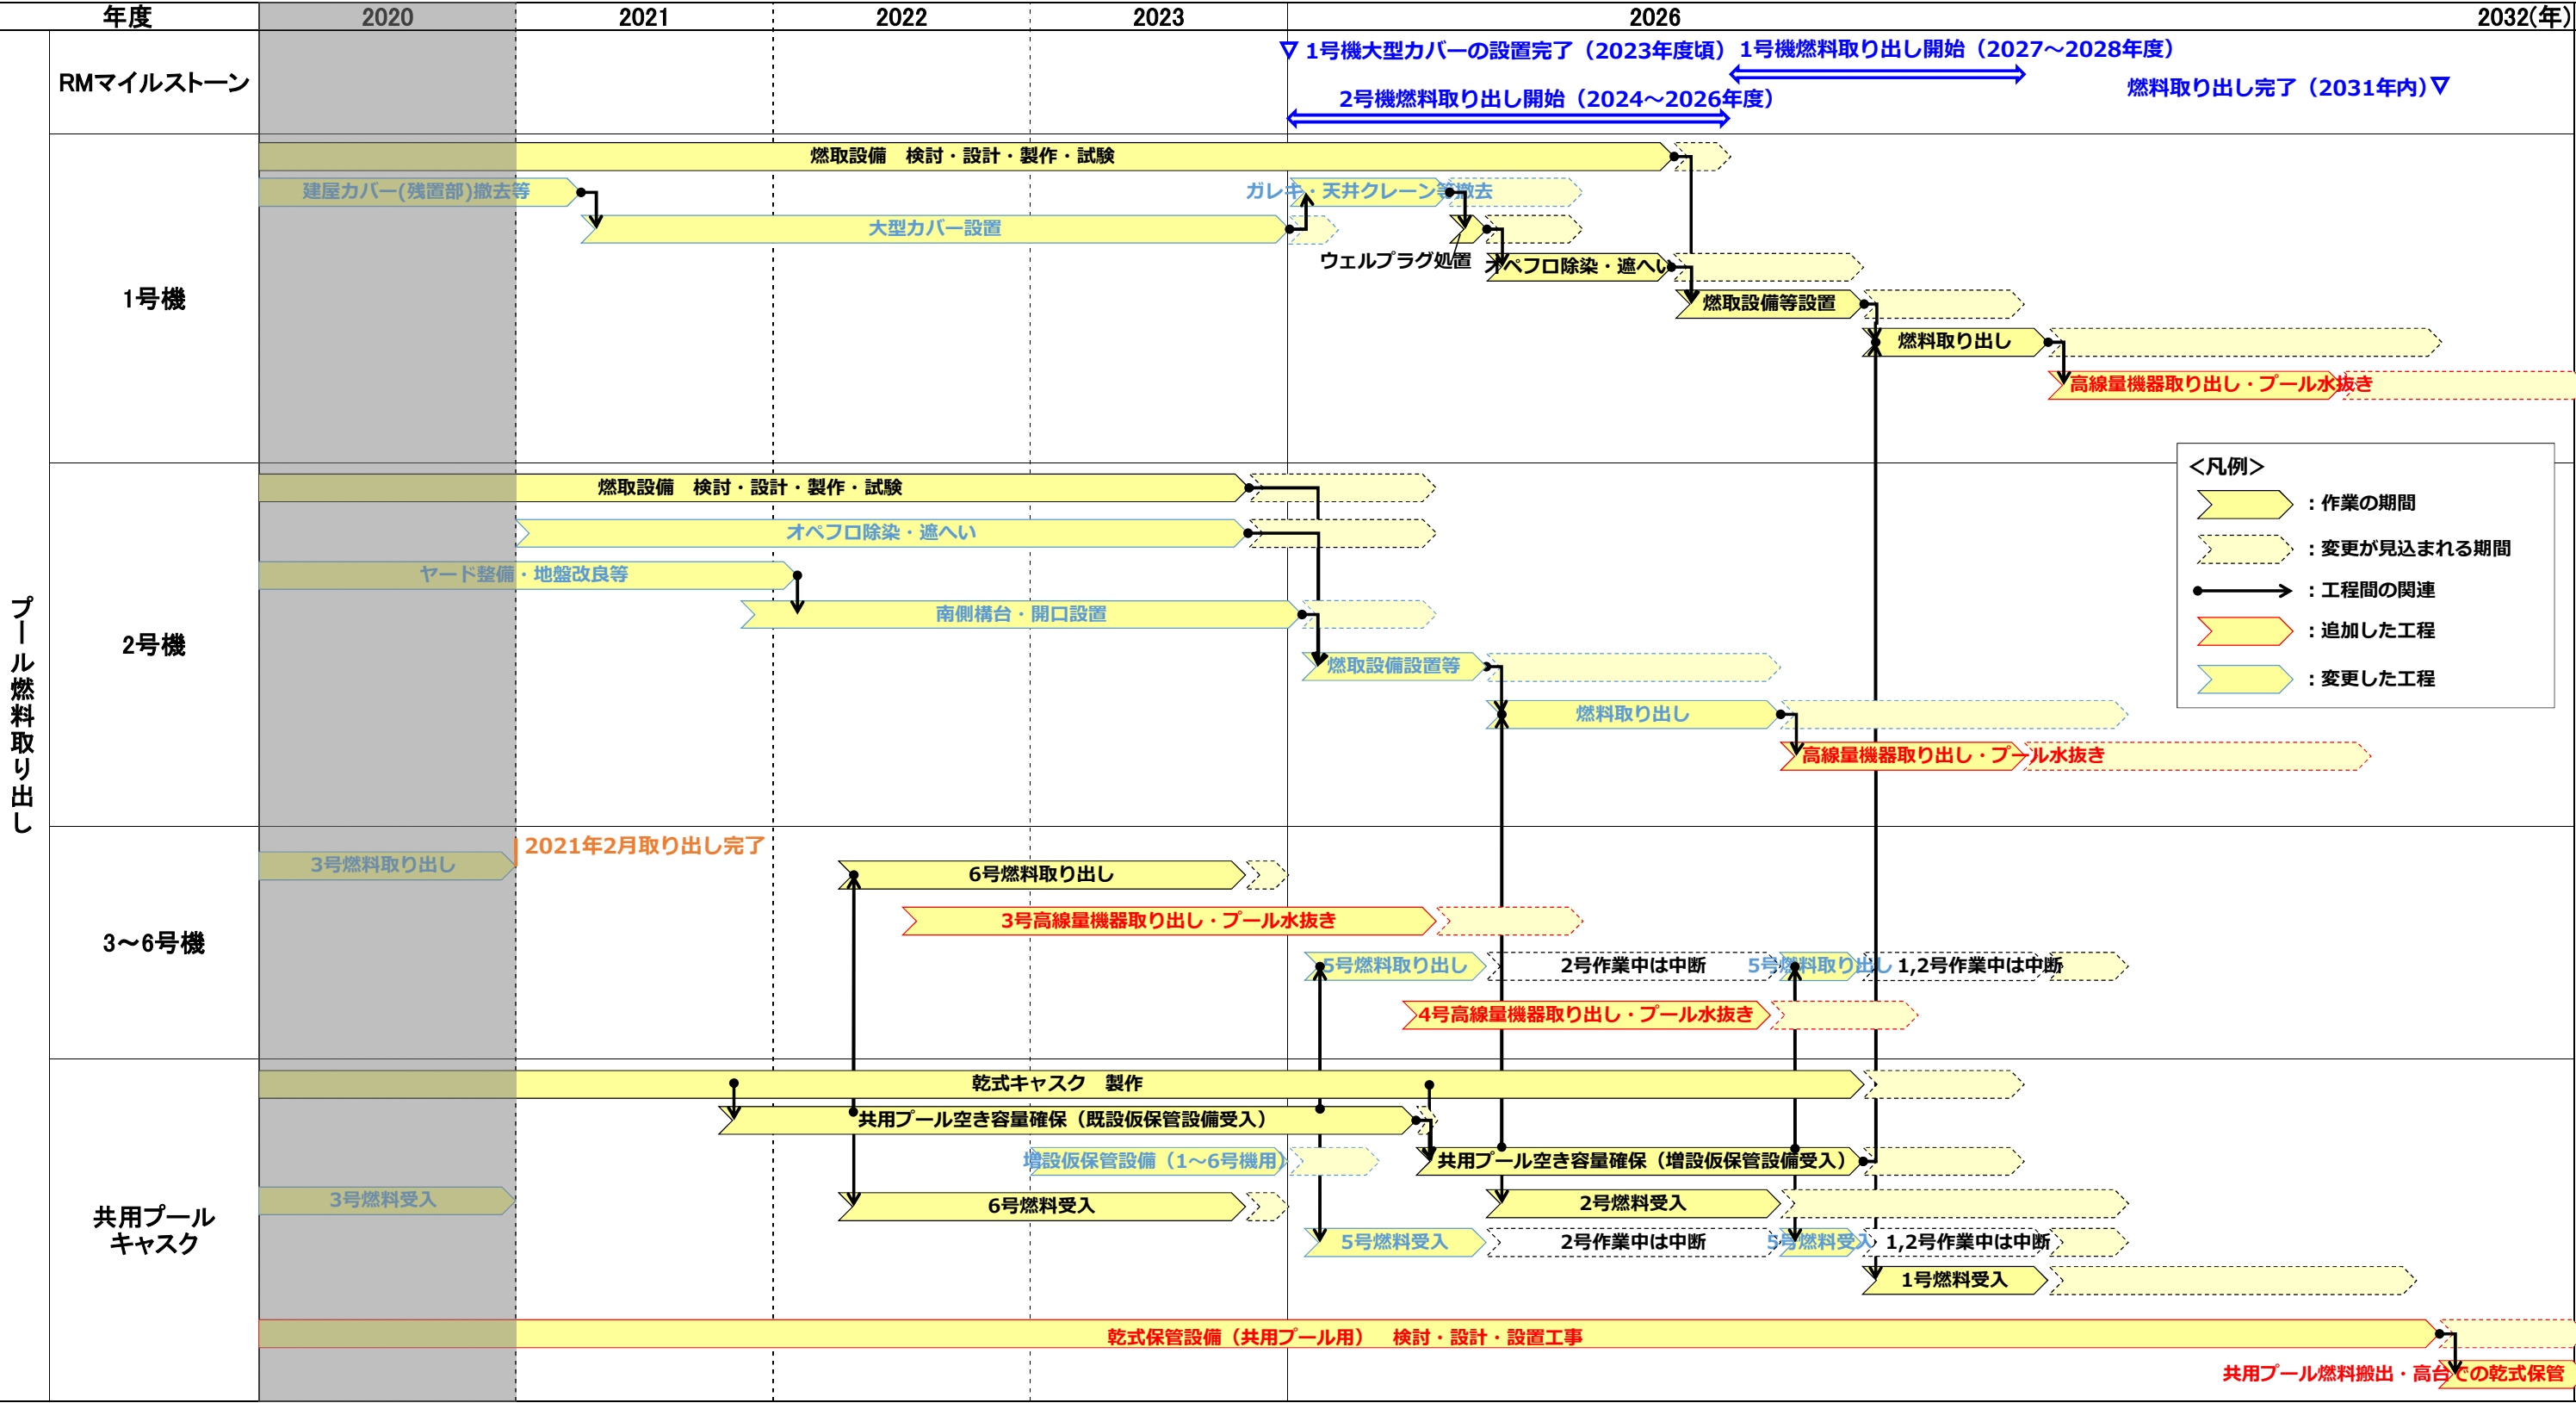 年度
2020
2021
2022
2023
2026
2032(年)
プール燃料取り出し
RMマイルストーン
1号機大型カバーの設置完了（2023年度頃）
1号機燃料取り出し開始（2027～2028年度）
燃料取り出し完了（2031年内）
2号機燃料取り出し開始（2024～2026年度）
1号機
燃取設備　検討・設計・製作・試験
建屋カバー(残置部)撤去等
ガレキ・天井クレーン等撤去
大型カバー設置
ウェルプラグ処置
オペフロ除染・遮へい
燃取設備等設置
燃料取り出し
高線量機器取り出し・プール水抜き
＜凡例＞
：作業の期間
：変更が見込まれる期間
：工程間の関連
：追加した工程
：変更した工程
2号機
燃取設備　検討・設計・製作・試験
オペフロ除染・遮へい
ヤード整備・地盤改良等
南側構台・開口設置
燃取設備設置等
燃料取り出し
高線量機器取り出し・プール水抜き
3～6号機
2021年2月取り出し完了
3号燃料取り出し
6号燃料取り出し
3号高線量機器取り出し・プール水抜き
5号燃料取り出し
2号作業中は中断
5号燃料取り出し
1,2号作業中は中断
4号高線量機器取り出し・プール水抜き
共用プール
キャスク
乾式キャスク　製作
共用プール空き容量確保（既設仮保管設備受入）
増設仮保管設備（1～6号機用）
共用プール空き容量確保（増設仮保管設備受入）
3号燃料受入
6号燃料受入
2号燃料受入
5号燃料受入
2号作業中は中断
5号燃料受入
1,2号作業中は中断
1号燃料受入
乾式保管設備（共用プール用）　検討・設計・設置工事
共用プール燃料搬出・高台での乾式保管